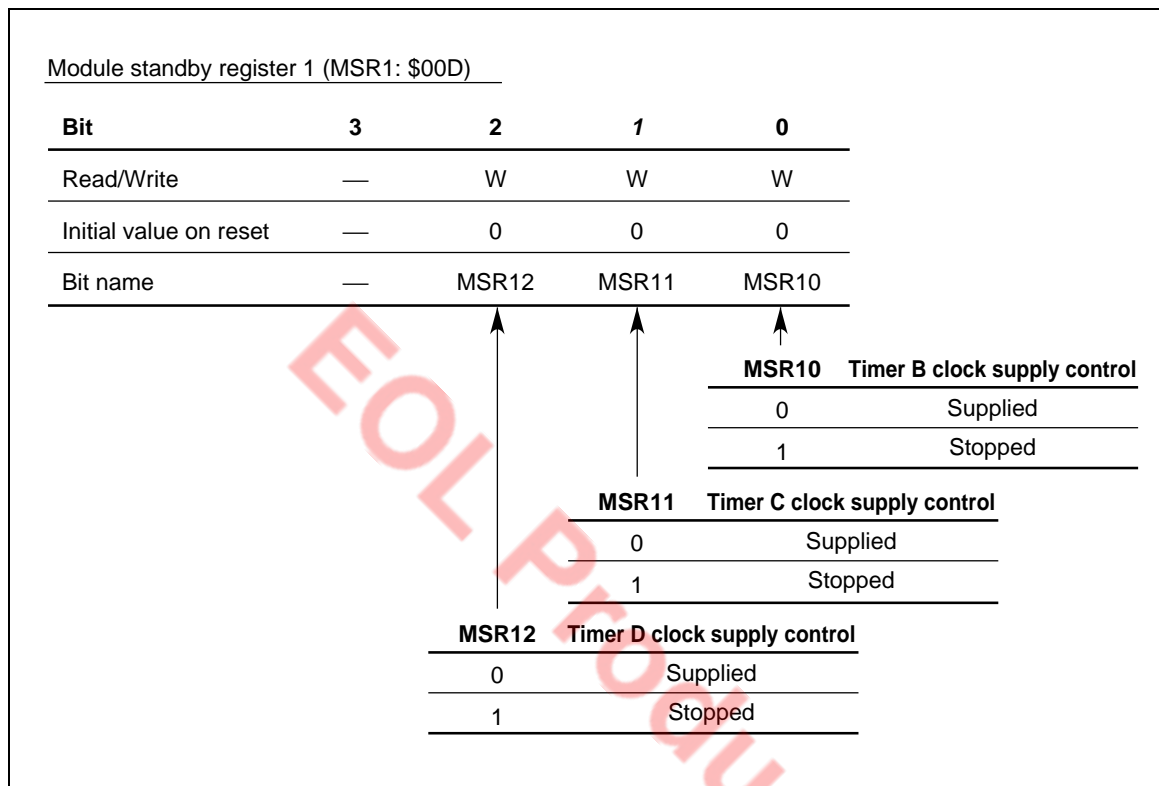 Module standby register 1 (MSR1: $00D)
Bit 3 2 1 0
Read/Write — W W W
Initial value on reset — 0 0 0
Bit name — MSR12 MSR11 MSR10
MSR10 Timer B clock supply control
0 Supplied
1 Stopped
MSR11 Timer C clock supply control
0 Supplied
1 Stopped
MSR12 Timer D clock supply control
0 Supplied
1 Stopped
EOL Produ